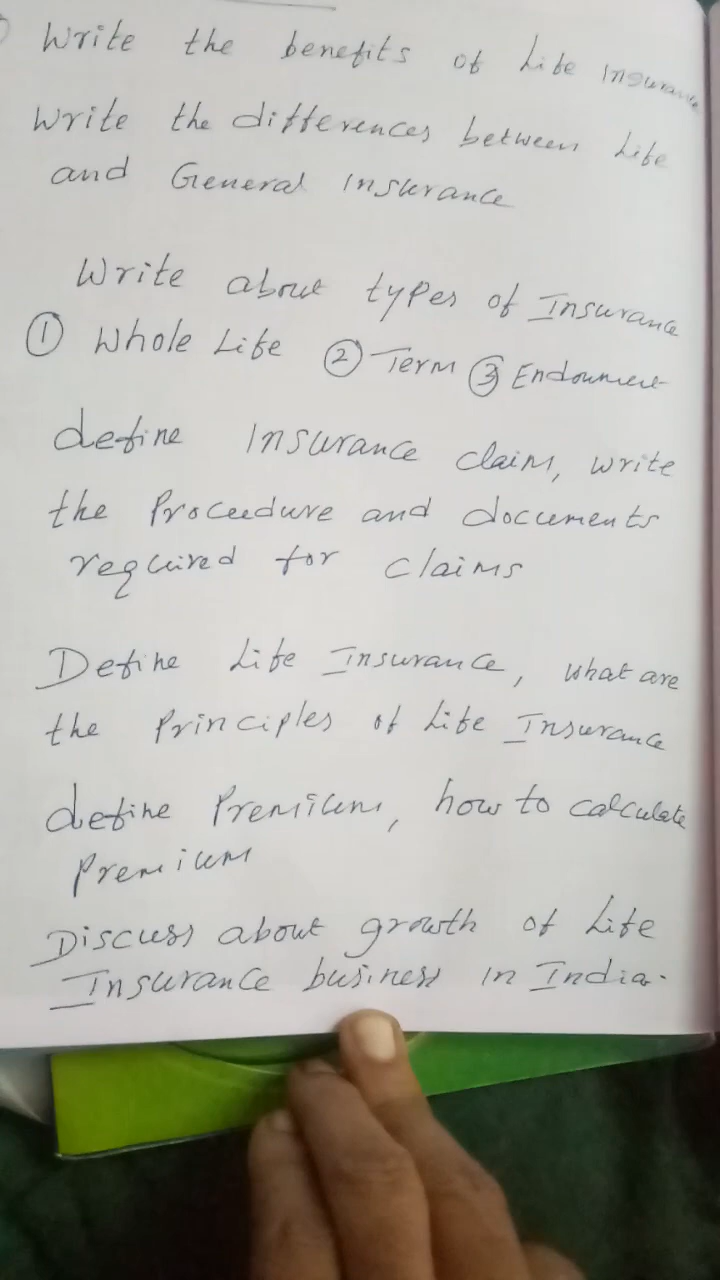 Write the benefits of Life Insurance
Write the differences between Life
and General Insurance
Write about types of Insurance
① Whole Life ② Term ③ Endowment
define Insurance claim, write
the Proceedure and documents
required for claims
Define Life Insurance, what are
the Principles of Life Insurance
define Premium, how to calculate
Premium
Discuss about growth of Life
Insurance business in India.